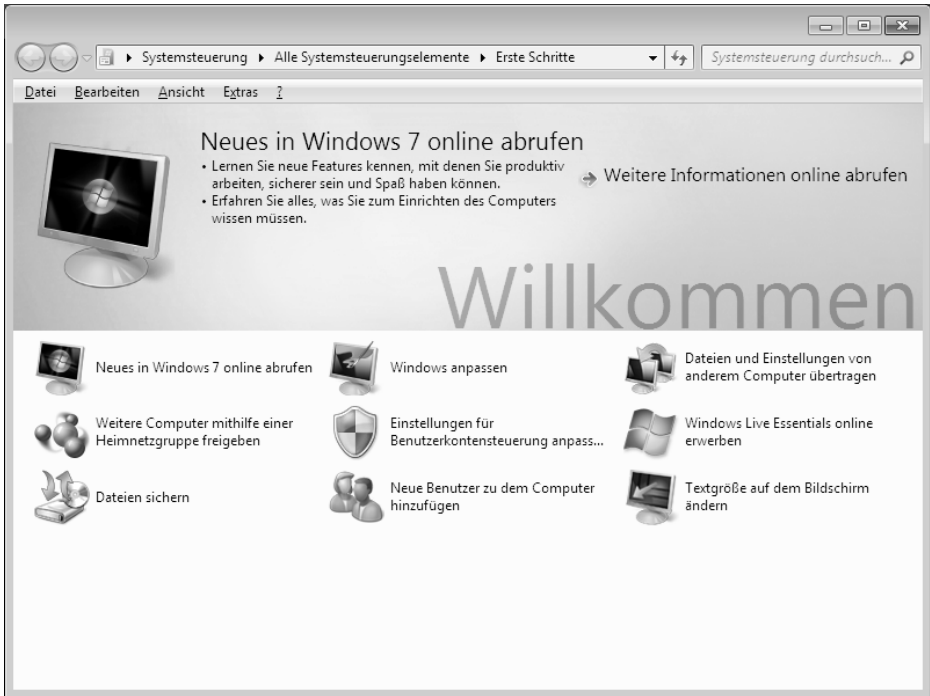 Systemsteuerung Alle Systemsteuerungselemente Erste Schritte
Systemsteuerung durchsuch...
Datei Bearbeiten Ansicht Extras ?
Neues in Windows 7 online abrufen
• Lernen Sie neue Features kennen, mit denen Sie produktiv
arbeiten, sicherer sein und Spaß haben können.
• Erfahren Sie alles, was Sie zum Einrichten des Computers
wissen müssen.
Weitere Informationen online abrufen
Willkommen
Neues in Windows 7 online abrufen
Windows anpassen
Dateien und Einstellungen von
anderem Computer übertragen
Weitere Computer mithilfe einer
Heimnetzgruppe freigeben
Einstellungen für
Benutzerkontensteuerung anpass...
Windows Live Essentials online
erwerben
Dateien sichern
Neue Benutzer zu dem Computer
hinzufügen
Textgröße auf dem Bildschirm
ändern